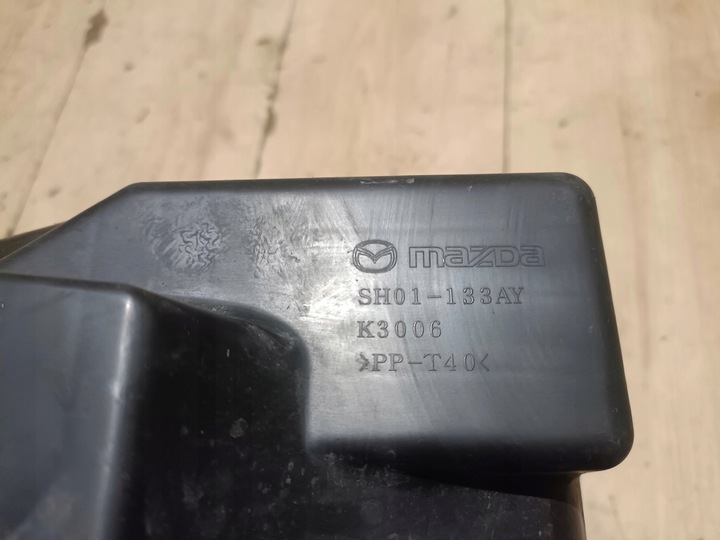 mazda
SH01-133AY
K3006
>PP-T40<